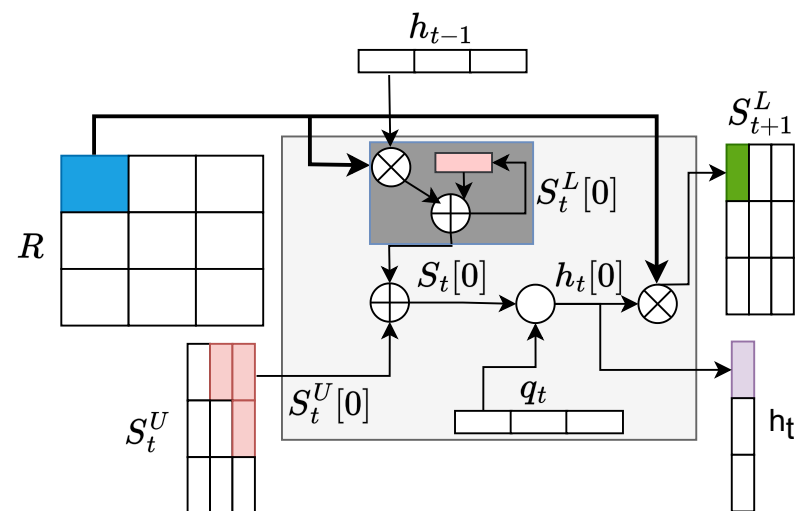 h_{t-1}
S^L_{t+1}
S^L_t[0]
R
S_t[0]
h_t[0]
S^U_t[0]
q_t
S^U_t
h_t